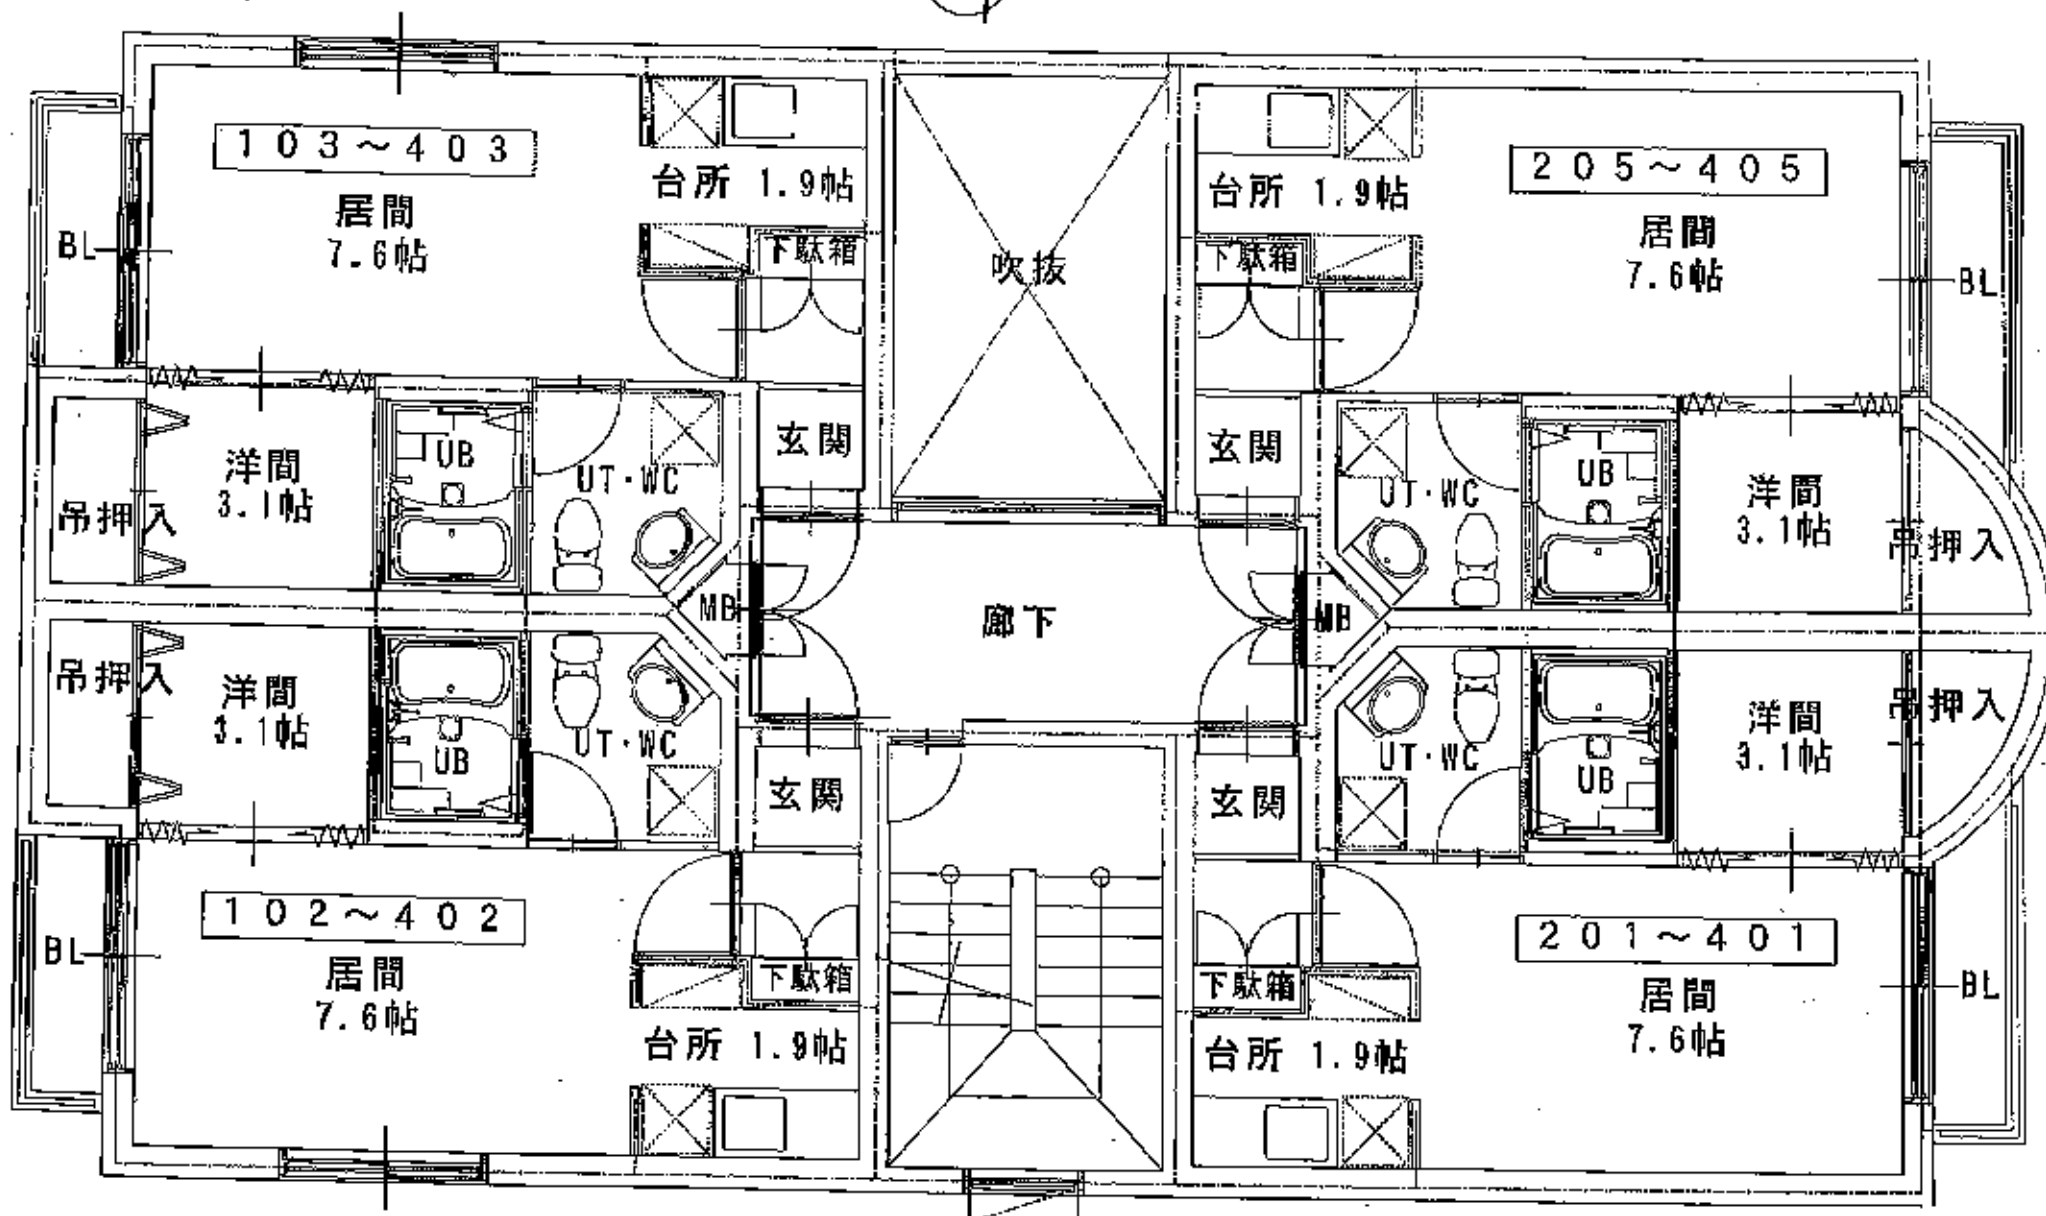 103～403
居間
7.6帖
台所 1.9帖
下駄箱
BL
吹抜
台所 1.9帖
下駄箱
205～405
居間
7.6帖
BL
吊押入
洋間
3.1帖
UB
UT・WC
玄関
MB
玄関
UT・WC
UB
洋間
3.1帖
吊押入
廊下
MB
吊押入
洋間
3.1帖
UB
UT・WC
玄関
玄関
UT・WC
UB
洋間
3.1帖
吊押入
102～402
BL
居間
7.6帖
下駄箱
台所 1.9帖
下駄箱
台所 1.9帖
201～401
居間
7.6帖
BL